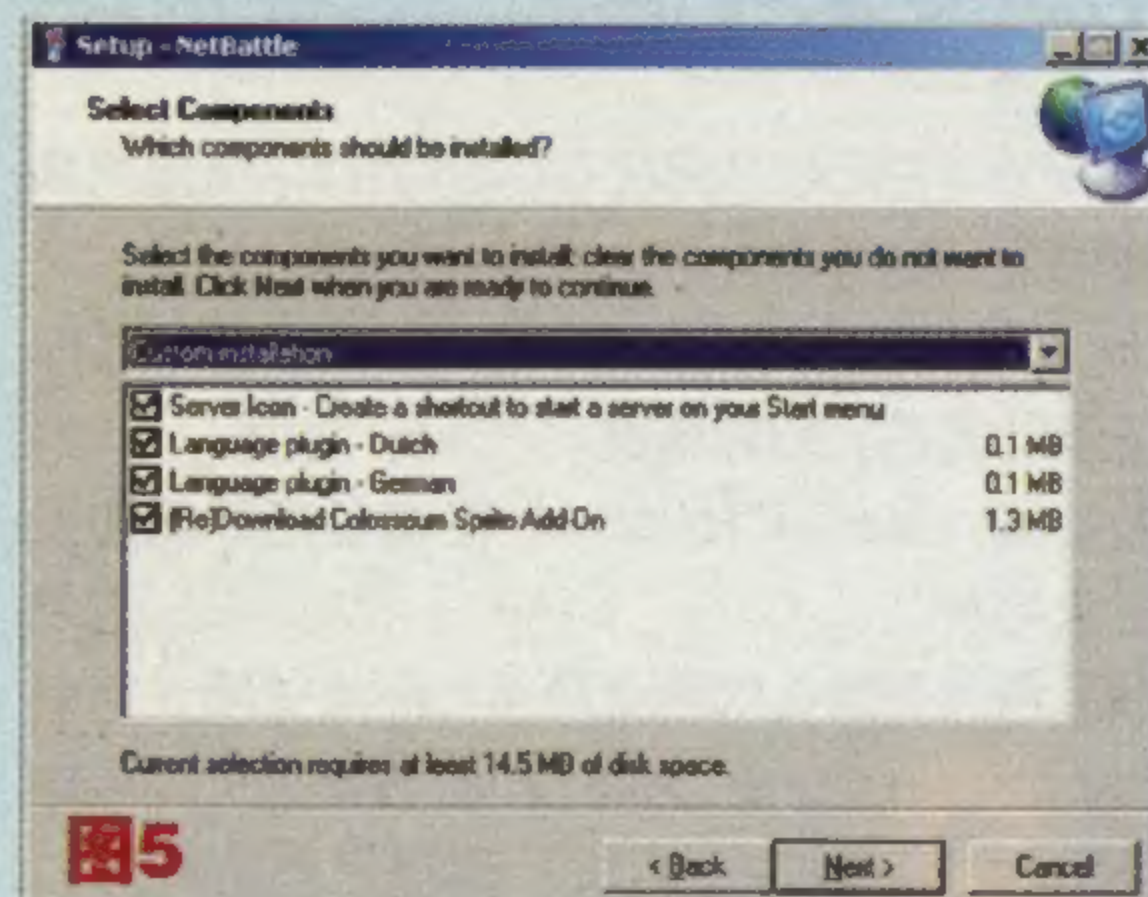 Setup - NetBattle
Select Components
Which components should be installed?
Select the components you want to install; clear the components you do not want to
install. Click Next when you are ready to continue.
Custom installation
Server Icon - Create a shortcut to start a server on your Start menu
Language plugin - Dutch 0.1 MB
Language plugin - German 0.1 MB
(Re)Download Colosseum Sprite Add-On 1.3 MB
Current selection requires at least 14.5 MB of disk space.
5
< Back
Next >
Cancel